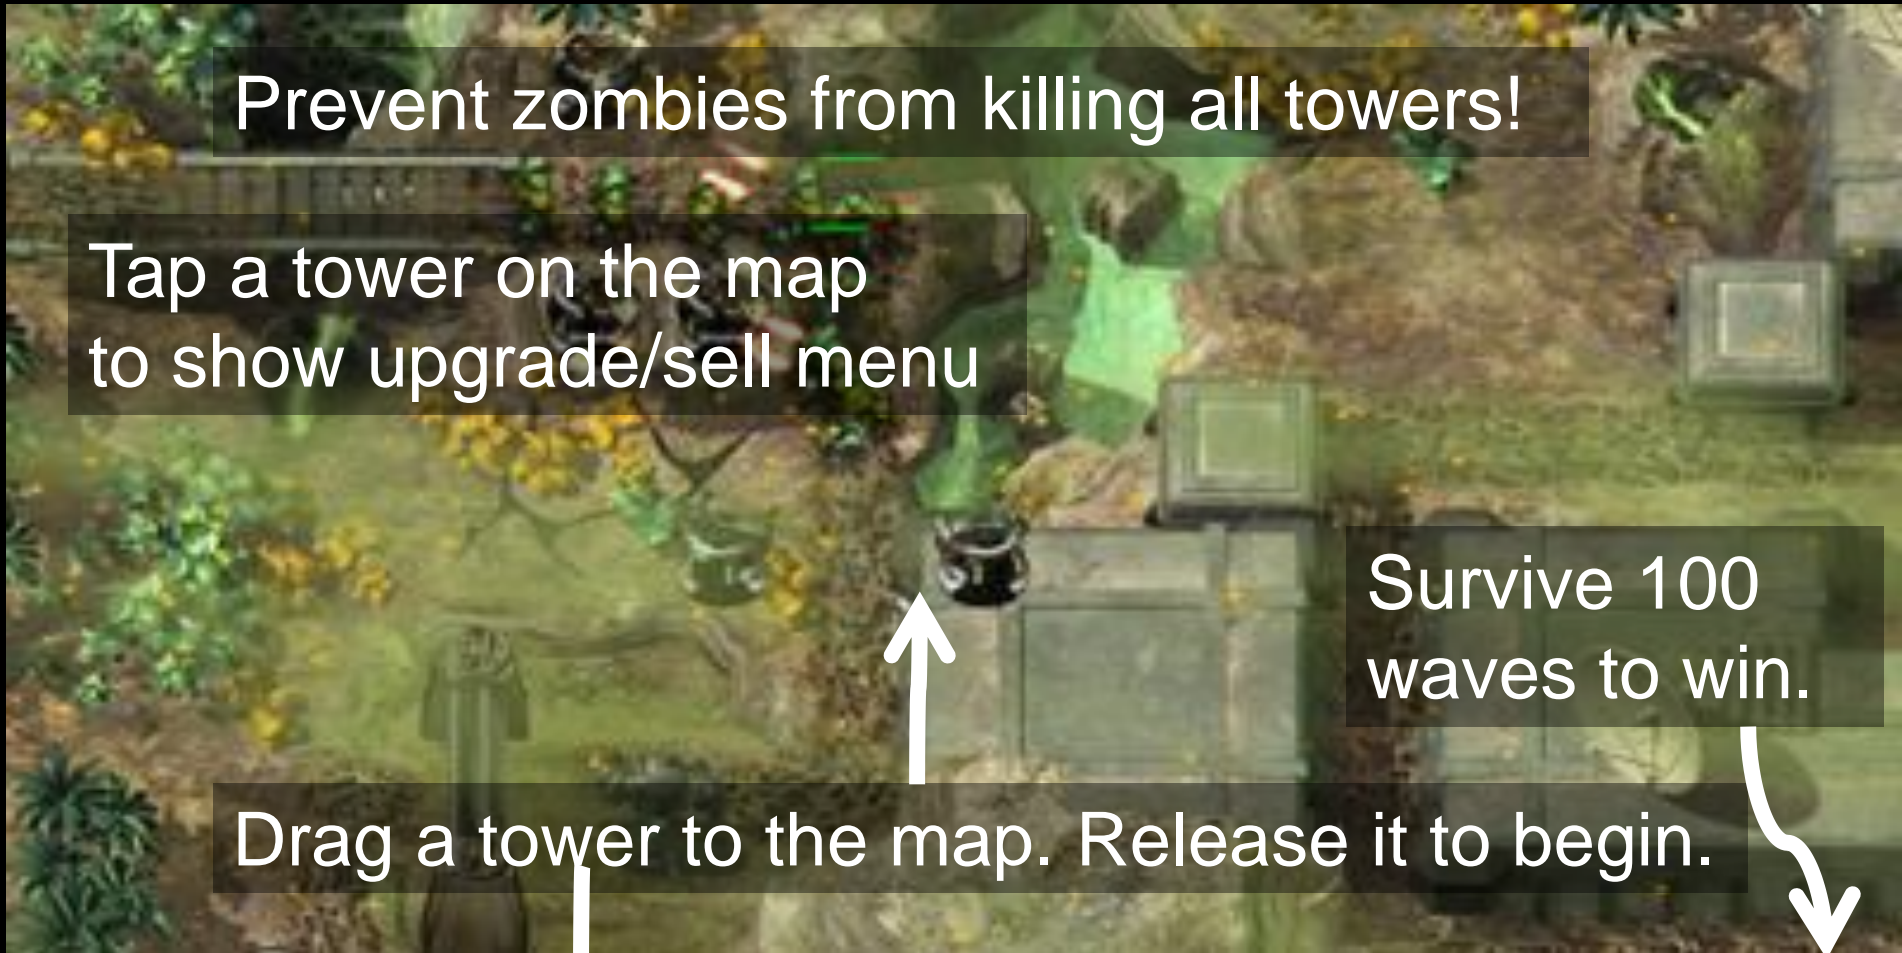 Prevent zombies from killing all towers!
Tap a tower on the map
to show upgrade/sell menu
Survive 100
waves to win.
Drag a tower to the map. Release it to begin.